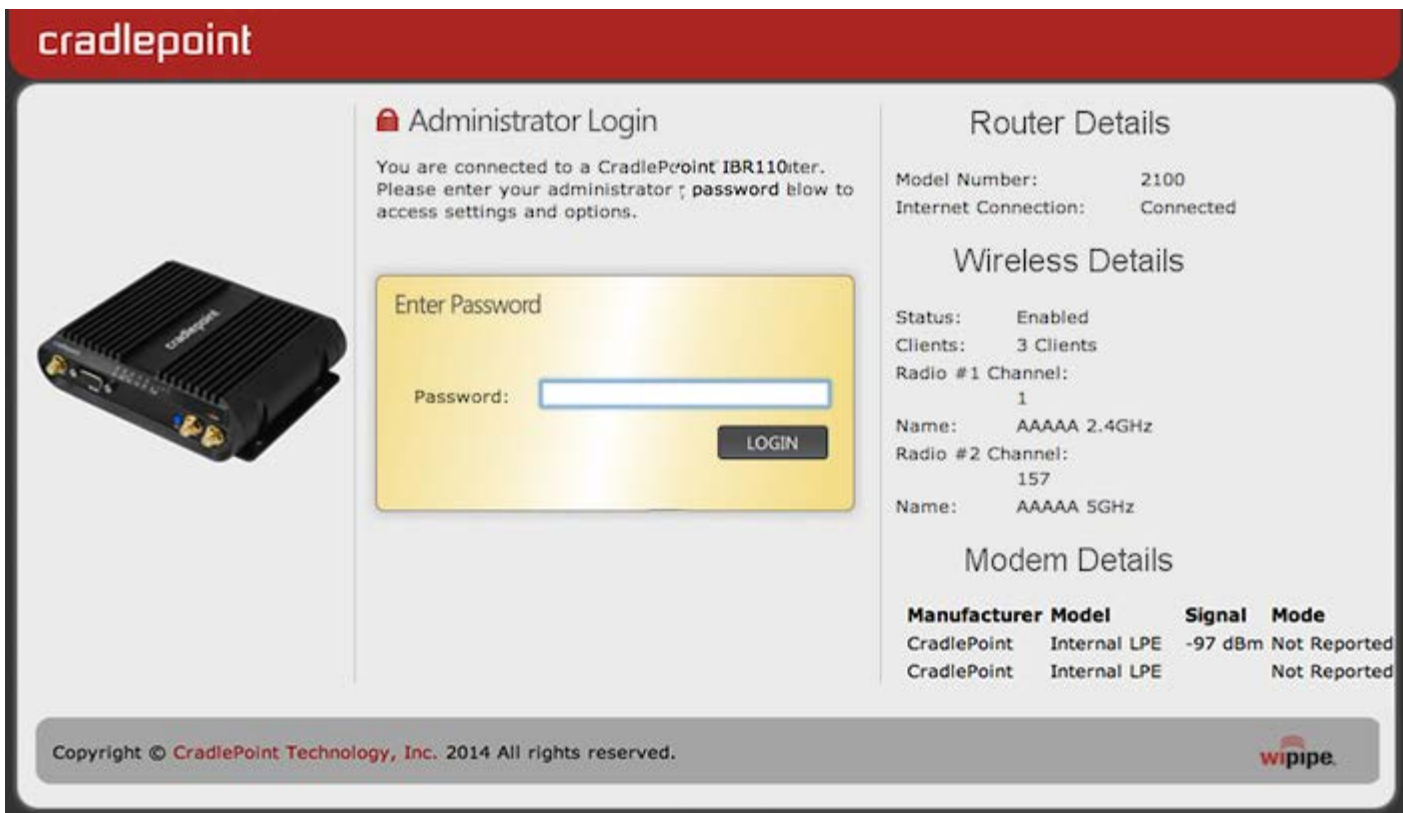 cradlepoint
Administrator Login
You are connected to a CradlePoint IBR110uter.
Please enter your administrator password blow to
access settings and options.
Enter Password
Password:
LOGIN
cradlepoint
Router Details
Model Number: 2100
Internet Connection: Connected
Wireless Details
Status: Enabled
Clients: 3 Clients
Radio #1 Channel:
1
Name: AAAAA 2.4GHz
Radio #2 Channel:
157
Name: AAAAA 5GHz
Modem Details
Manufacturer Model Signal Mode
CradlePoint Internal LPE -97 dBm Not Reported
CradlePoint Internal LPE Not Reported
Copyright © CradlePoint Technology, Inc. 2014 All rights reserved.
wipipe